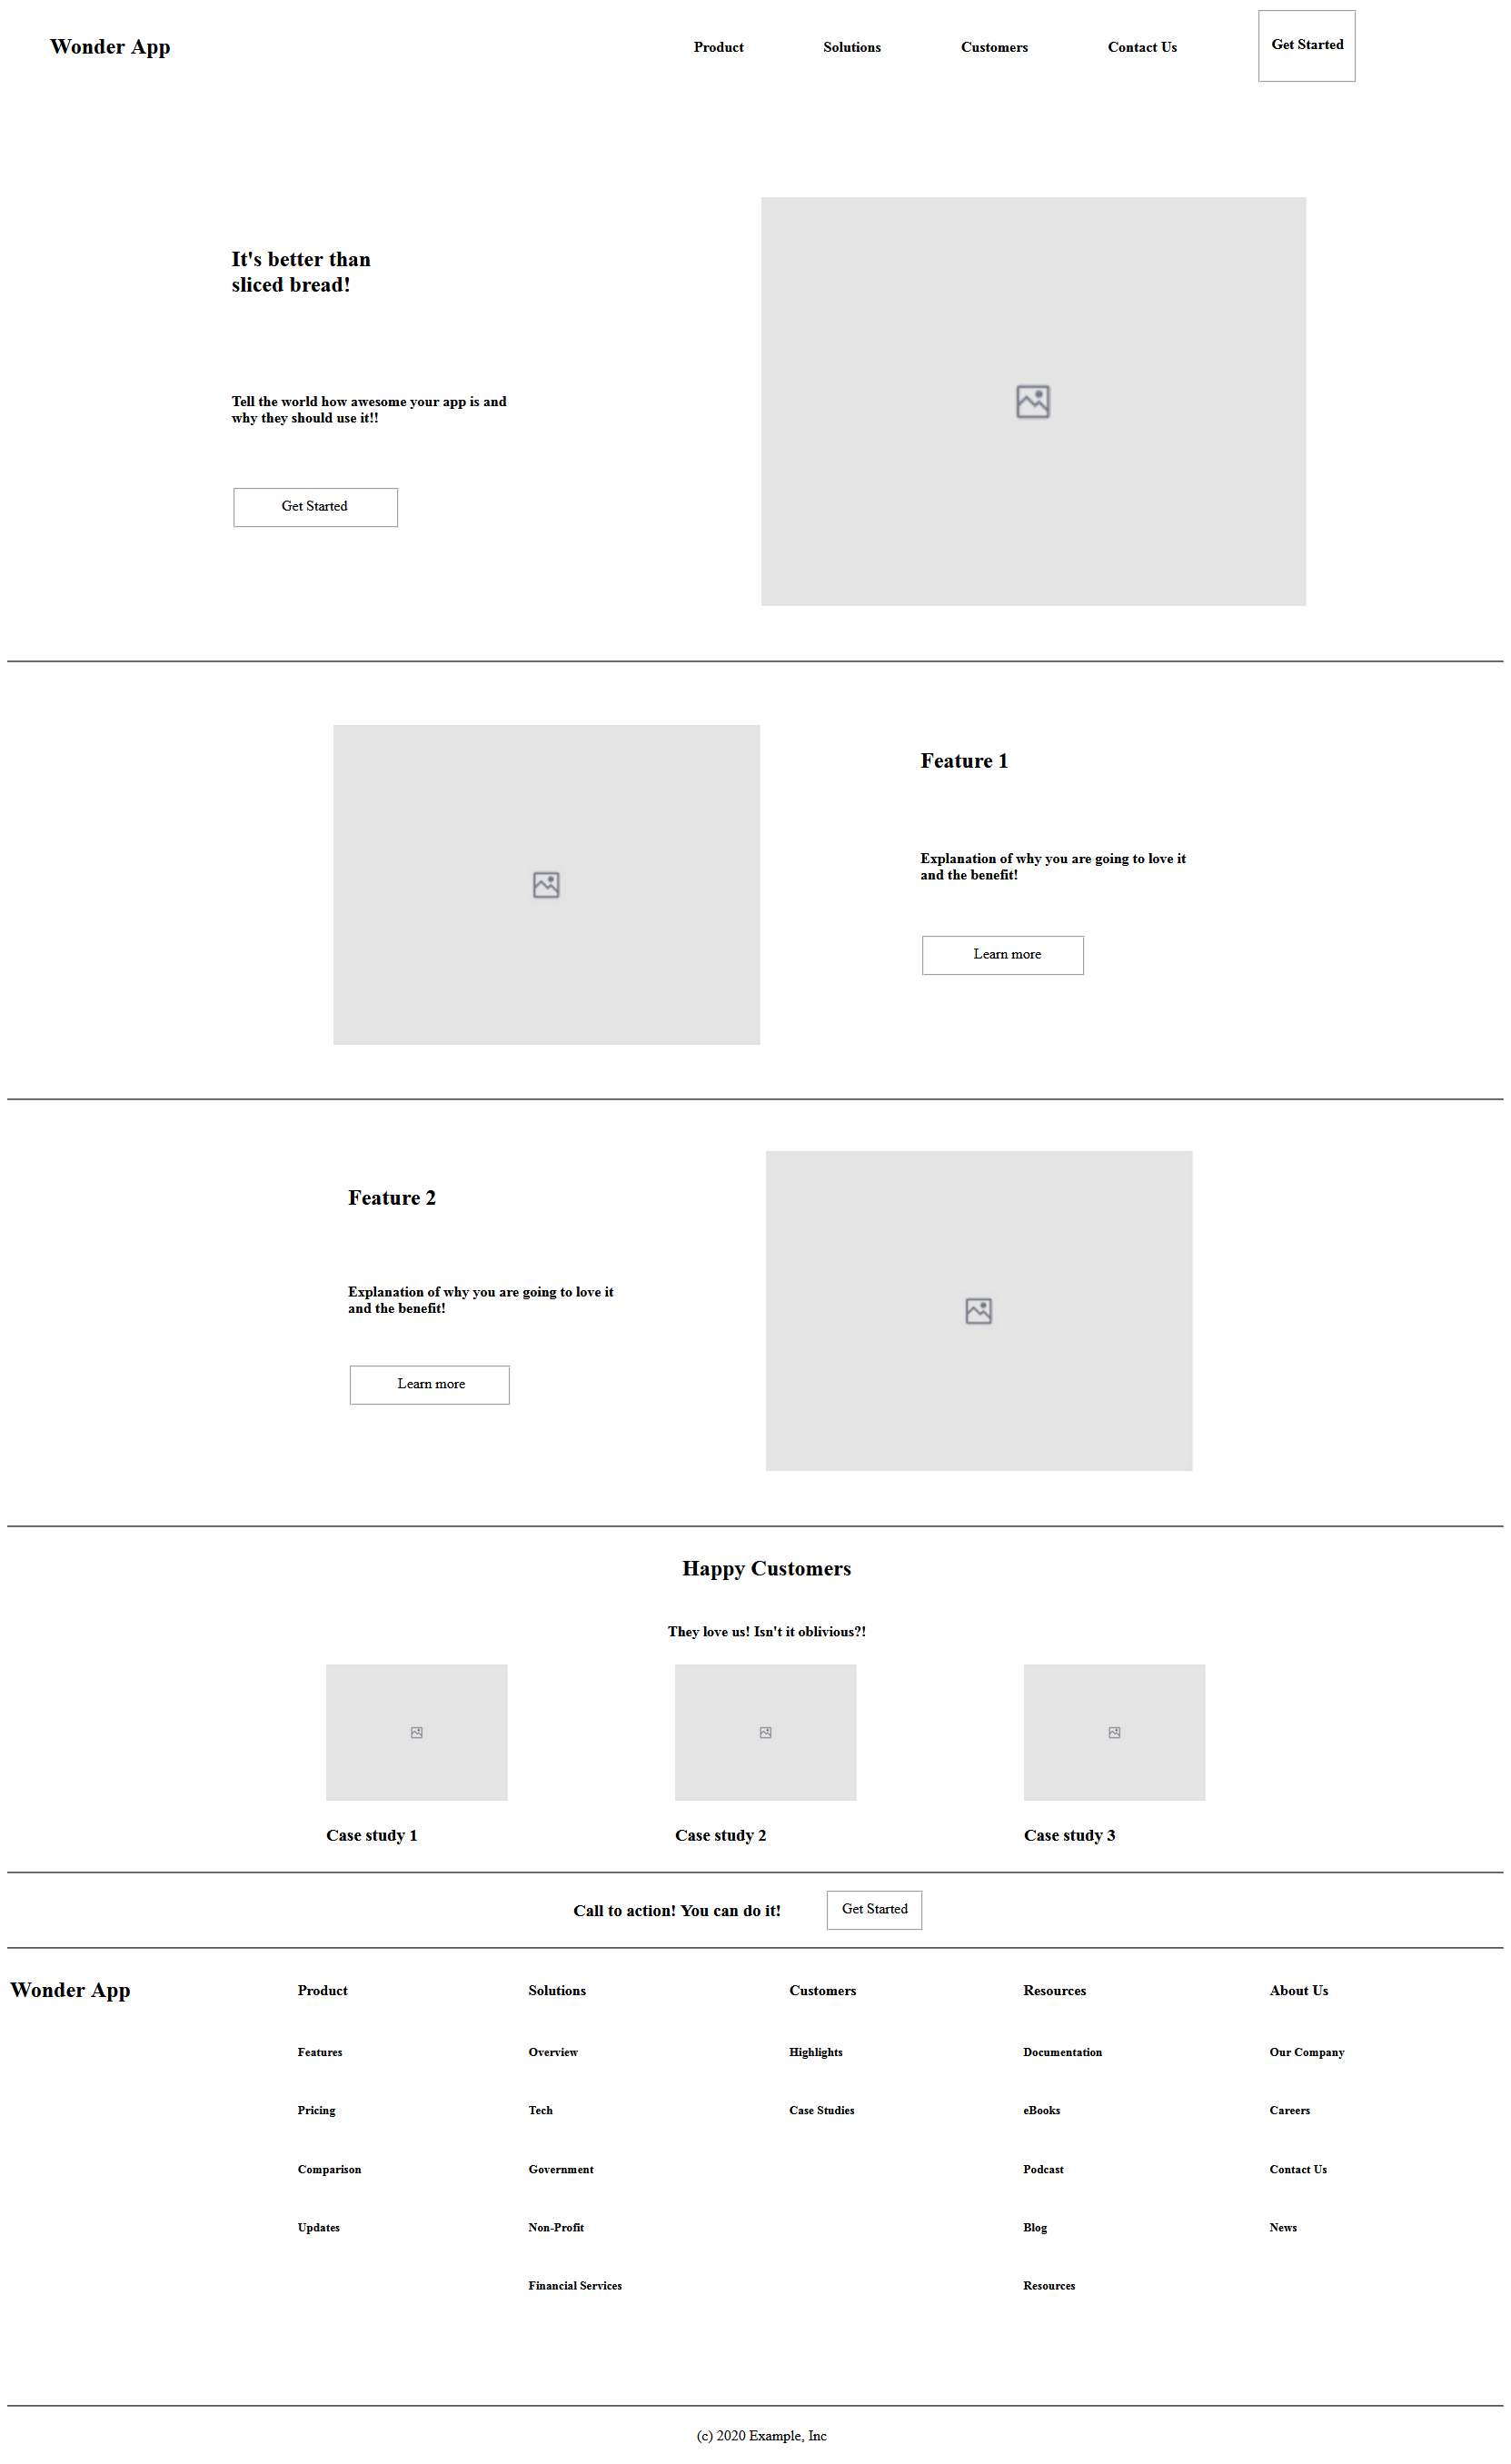 Wonder App
Product
Solutions
Customers
Contact Us
Get Started
It's better than
sliced bread!
Tell the world how awesome your app is and
why they should use it!!
Get Started
Feature 1
Explanation of why you are going to love it
and the benefit!
Learn more
Feature 2
Explanation of why you are going to love it
and the benefit!
Learn more
Happy Customers
They love us! Isn't it oblivious?!
Case study 1
Case study 2
Case study 3
Call to action! You can do it!
Get Started
Wonder App
Product
Features
Pricing
Comparison
Updates
Solutions
Overview
Tech
Government
Non-Profit
Financial Services
Customers
Highlights
Case Studies
Resources
Documentation
eBooks
Podcast
Blog
Resources
About Us
Our Company
Careers
Contact Us
News
(c) 2020 Example, Inc